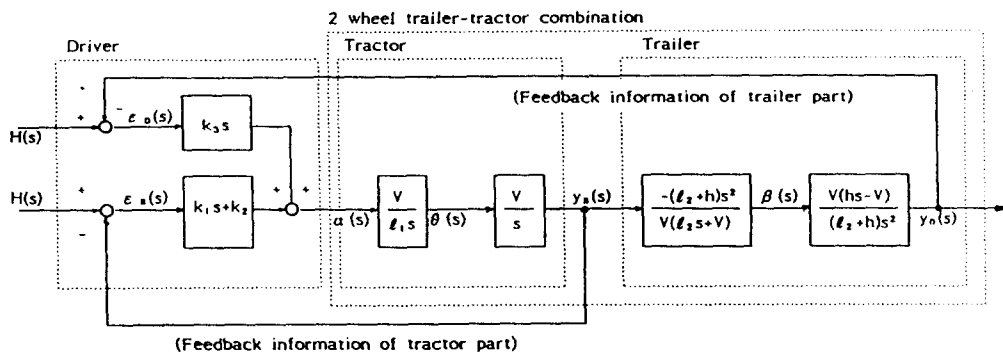 2 wheel trailer-tractor combination
Driver
Tractor
Trailer
(Feedback information of trailer part)
-
+
-
H(s)
ε₀(s)
k₃s
H(s)
+
-
εₐ(s)
k₁s+k₂
+
+
α(s)
V
ℓ₁s
θ(s)
V
s
yₐ(s)
-(ℓ₂+h)s²
V(ℓ₂s+V)
β(s)
V(hs-V)
(ℓ₂+h)s²
y₀(s)
(Feedback information of tractor part)